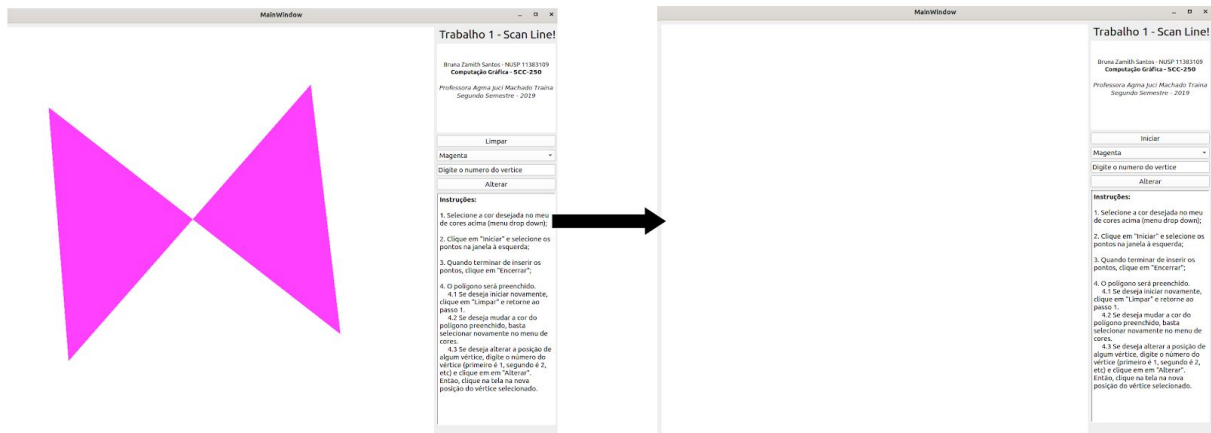 MainWindow
Trabalho 1 - Scan Line!
Bruna Zamith Santos - NUSP 11383109
Computação Gráfica - SCC-250
Professora Agma Juci Machado Traina
Segundo Semestre - 2019
Limpar
Magenta
Digite o numero do vertice
Alterar
Instruções:
1. Selecione a cor desejada no meu
de cores acima (menu drop down);
2. Clique em "Iniciar" e selecione os
pontos na janela à esquerda;
3. Quando terminar de inserir os
pontos, clique em "Encerrar";
4. O polígono será preenchido.
4.1 Se deseja iniciar novamente,
clique em "Limpar" e retorne ao
passo 1.
4.2 Se deseja mudar a cor do
polígono preenchido, basta
selecionar novamente no menu de
cores.
4.3 Se deseja alterar a posição de
algum vértice, digite o número do
vértice (primeiro é 1, segundo é 2,
etc) e clique em em "Alterar".
Então, clique na tela na nova
posição do vértice selecionado.
MainWindow
Trabalho 1 - Scan Line!
Bruna Zamith Santos - NUSP 11383109
Computação Gráfica - SCC-250
Professora Agma Juci Machado Traina
Segundo Semestre - 2019
Iniciar
Magenta
Digite o numero do vertice
Alterar
Instruções:
1. Selecione a cor desejada no meu
de cores acima (menu drop down);
2. Clique em "Iniciar" e selecione os
pontos na janela à esquerda;
3. Quando terminar de inserir os
pontos, clique em "Encerrar";
4. O polígono será preenchido.
4.1 Se deseja iniciar novamente,
clique em "Limpar" e retorne ao
passo 1.
4.2 Se deseja mudar a cor do
polígono preenchido, basta
selecionar novamente no menu de
cores.
4.3 Se deseja alterar a posição de
algum vértice, digite o número do
vértice (primeiro é 1, segundo é 2,
etc) e clique em em "Alterar".
Então, clique na tela na nova
posição do vértice selecionado.